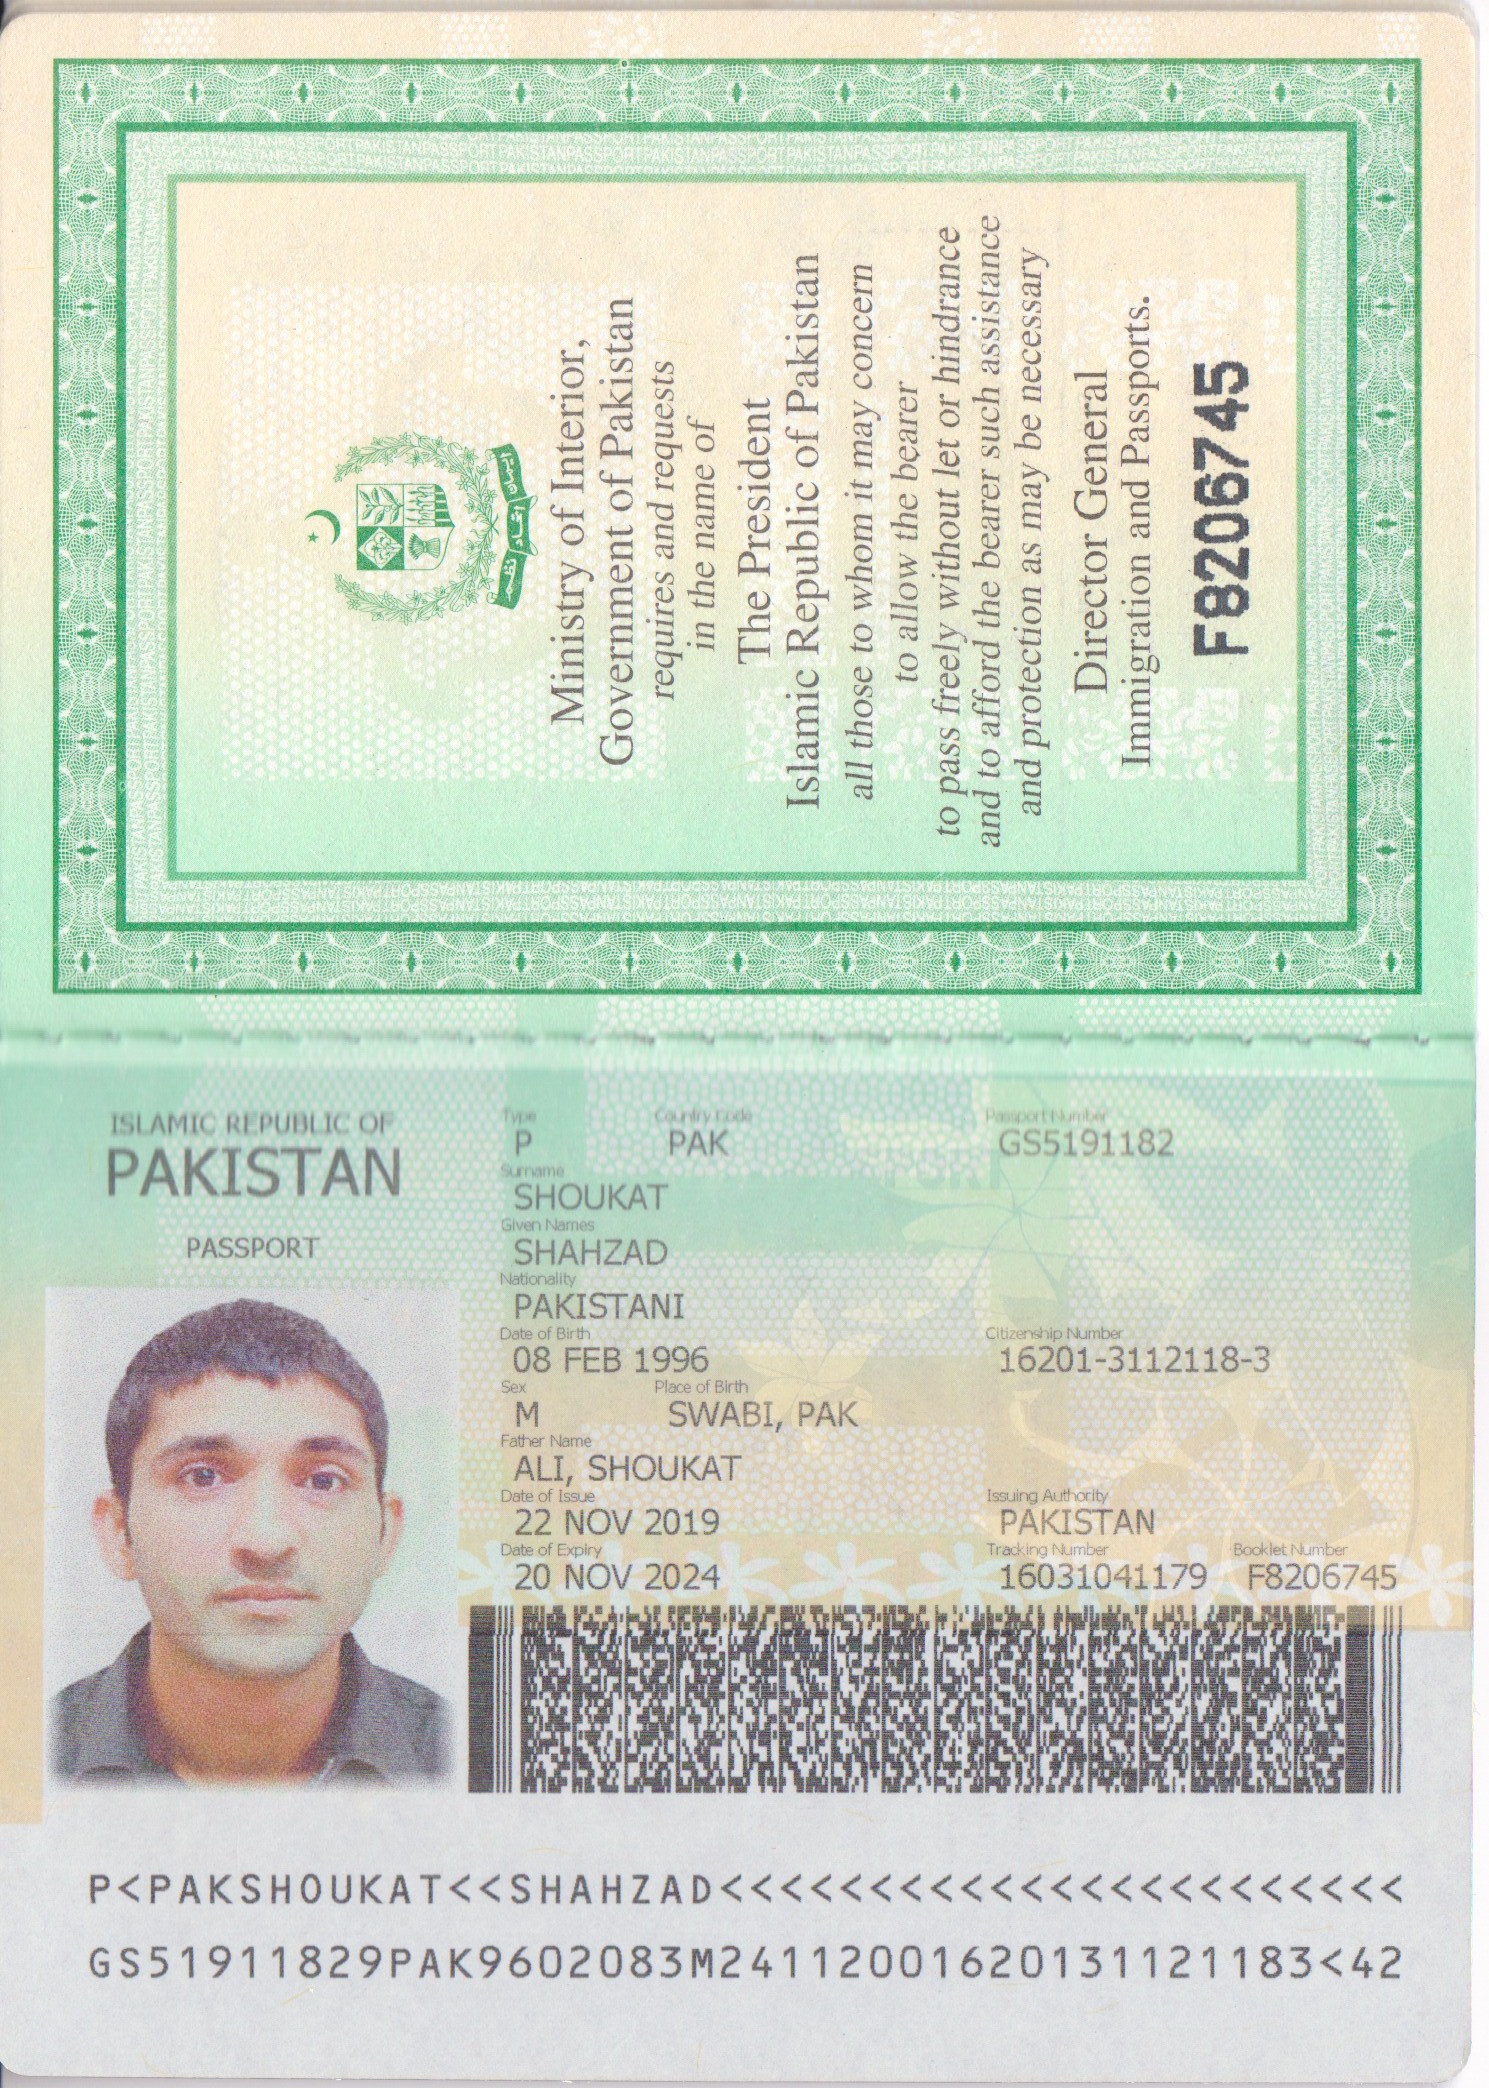 Ministry of Interior,
Government of Pakistan
requires and requests
in the name of
The President
Islamic Republic of Pakistan
all those to whom it may concern
to allow the bearer
to pass freely without let or hindrance
and to afford the bearer such assistance
and protection as may be necessary
Director General
Immigration and Passports.
F8206745
ISLAMIC REPUBLIC OF
PAKISTAN
PASSPORT
Type Country Code Passport Number
P PAK GS5191182
Surname
SHOUKAT
Given Names
SHAHZAD
Nationality
PAKISTANI
Date of Birth Citizenship Number
08 FEB 1996 16201-3112118-3
Sex Place of Birth
M SWABI, PAK
Father Name
ALI, SHOUKAT
Date of Issue Issuing Authority
22 NOV 2019 PAKISTAN
Date of Expiry Tracking Number Booklet Number
20 NOV 2024 16031041179 F8206745
P<PAKSHOUKAT<<SHAHZAD<<<<<<<<<<<<<<<<<<<<<<<
GS51911829PAK9602083M2411200162013112​1183<42